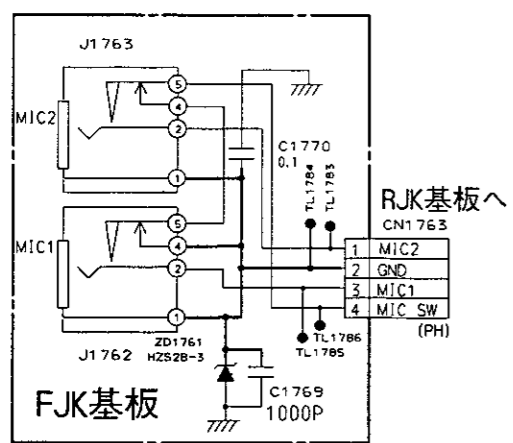 J1763
MIC2
5
4
2
1
C1770
0.1
TL1784
TL1783
RJK基板へ
CN1763
1 MIC2
2 GND
3 MIC1
4 MIC SW
(PH)
MIC1
5
4
2
1
TL1786
TL1785
J1762
ZD1761
HZS2B-3
C1769
1000P
FJK基板